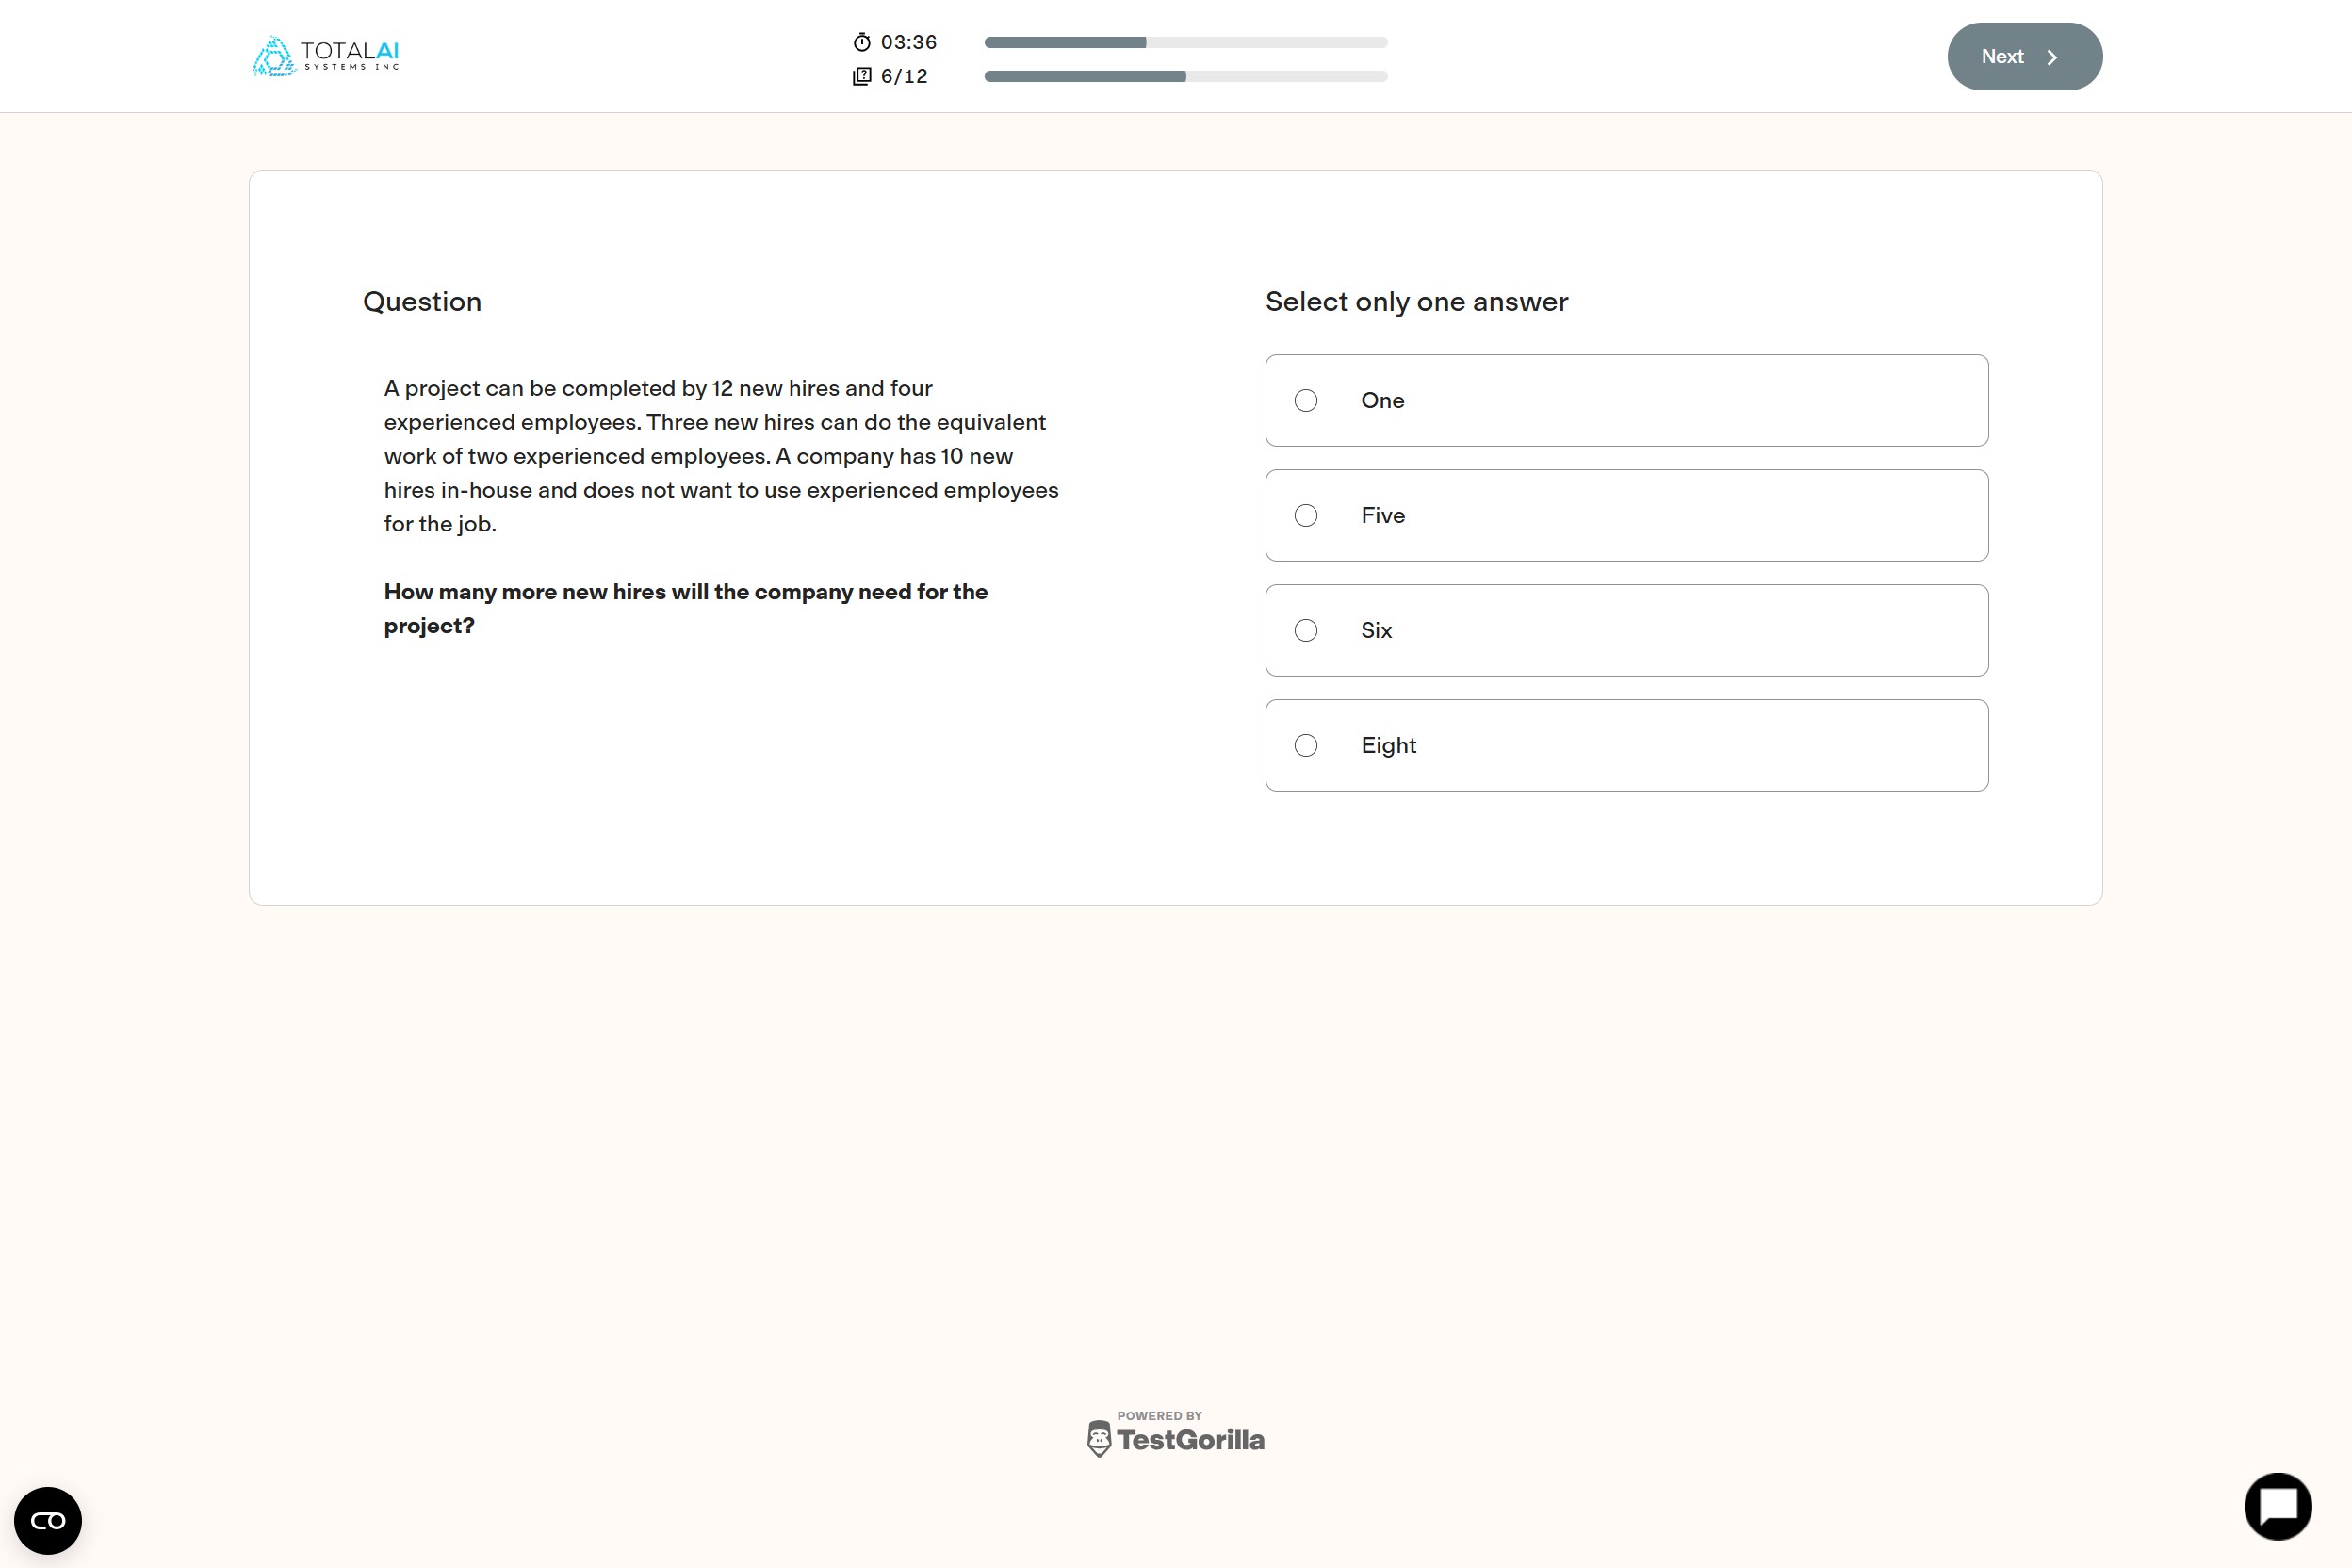 TOTALAI
SYSTEMS INC
03:36
6/12
Next
Question
A project can be completed by 12 new hires and four
experienced employees. Three new hires can do the equivalent
work of two experienced employees. A company has 10 new
hires in-house and does not want to use experienced employees
for the job.
How many more new hires will the company need for the
project?
Select only one answer
One
Five
Six
Eight
POWERED BY
TestGorilla